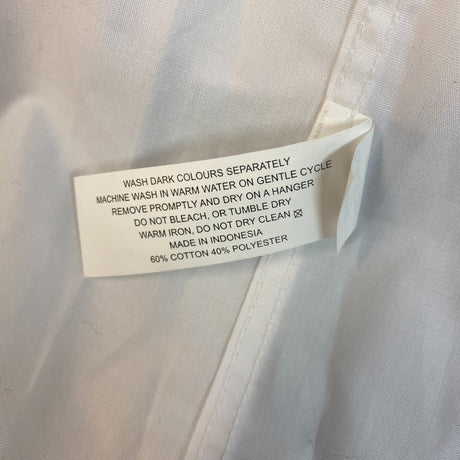 WASH DARK COLOURS SEPARATELY
MACHINE WASH IN WARM WATER ON GENTLE CYCLE
REMOVE PROMPTLY AND DRY ON A HANGER
DO NOT BLEACH, OR TUMBLE DRY
WARM IRON, DO NOT DRY CLEAN ☒
MADE IN INDONESIA
60% COTTON 40% POLYESTER